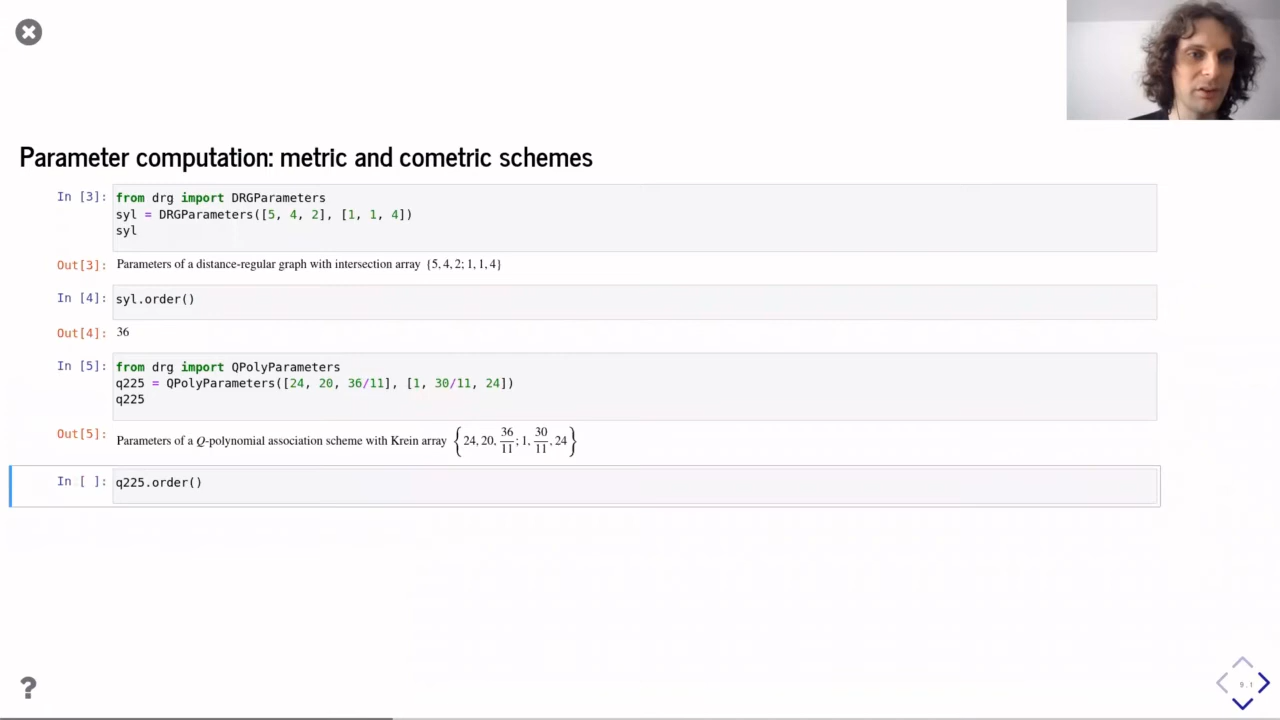 Parameter computation: metric and cometric schemes
In [3]: from drg import DRGParameters
syl = DRGParameters([5, 4, 2], [1, 1, 4])
syl
Out[3]: Parameters of a distance-regular graph with intersection array {5, 4, 2; 1, 1, 4}
In [4]: syl.order()
Out[4]: 36
In [5]: from drg import QPolyParameters
q225 = QPolyParameters([24, 20, 36/11], [1, 30/11, 24])
q225
Out[5]: Parameters of a Q-polynomial association scheme with Krein array {24, 20, 36/11; 1, 30/11, 24}
In [ ]: q225.order()
?
9.1